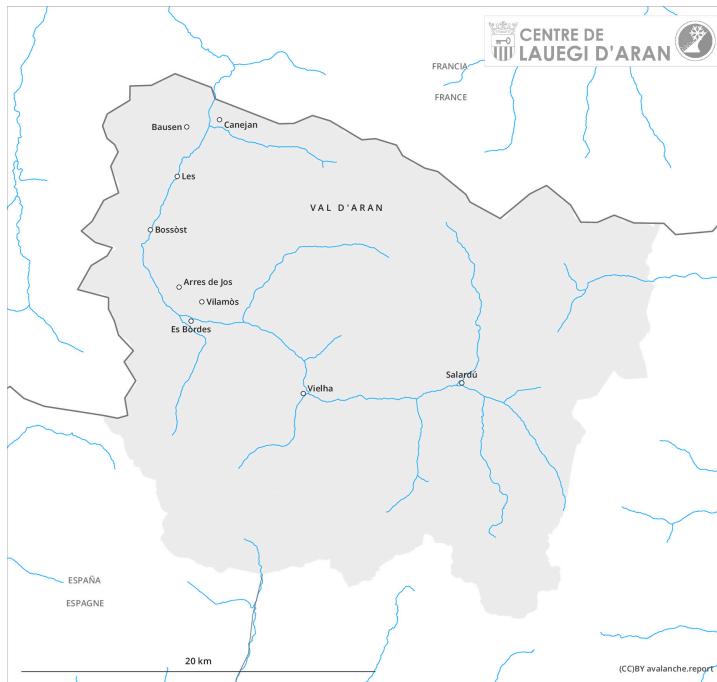 CENTRE DE
LAUEGI D'ARAN
FRANCIA
FRANCE
Canejan
Bausen
Les
VAL D'ARAN
Bossòst
Arres de Jos
Vilamòs
Es Bòrdes
Salardú
Vielha
ESPAÑA
ESPAGNE
20 km
(CC)BY avalanche.report